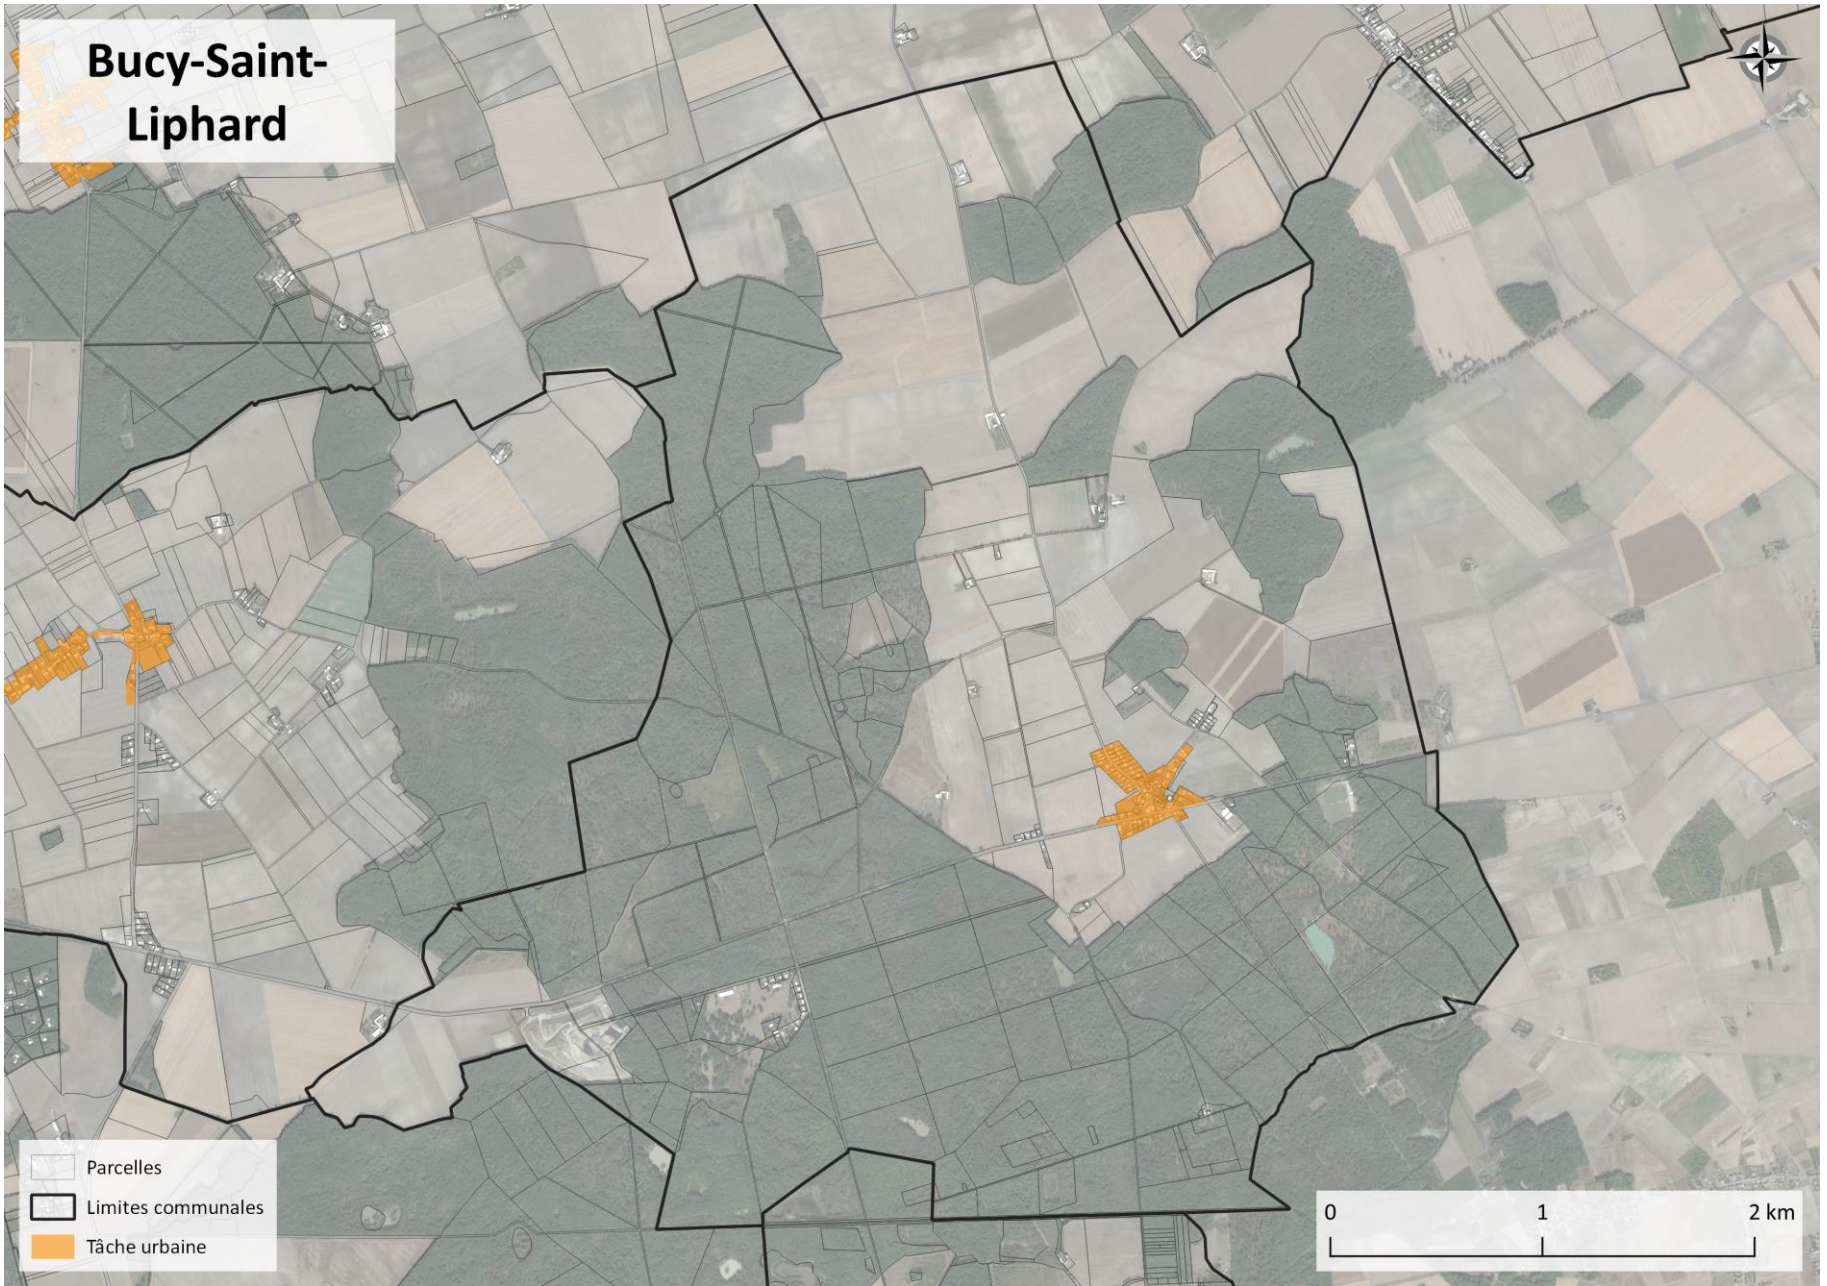 Bucy-Saint-
Liphard
Parcelles
Limites communales
Tâche urbaine
0 1 2 km